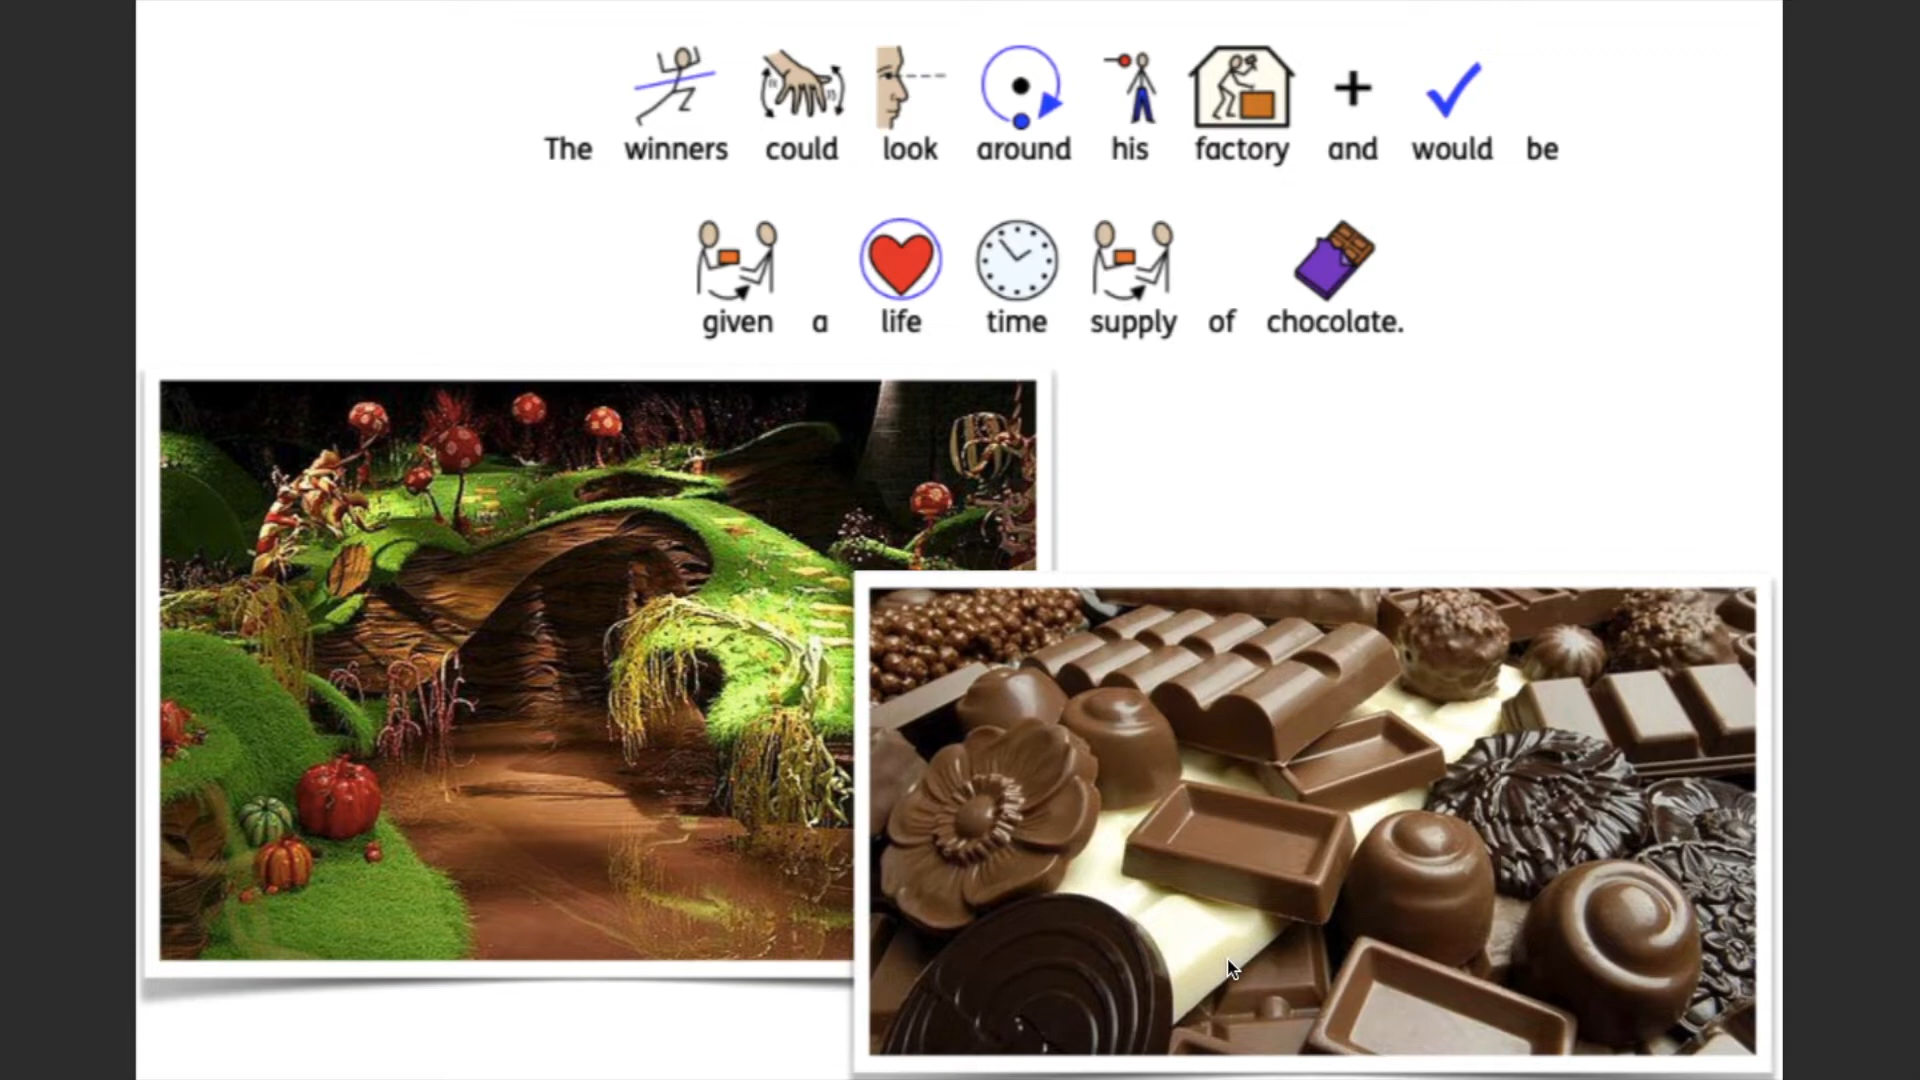 The winners could look around his factory and would be
given a life time supply of chocolate.